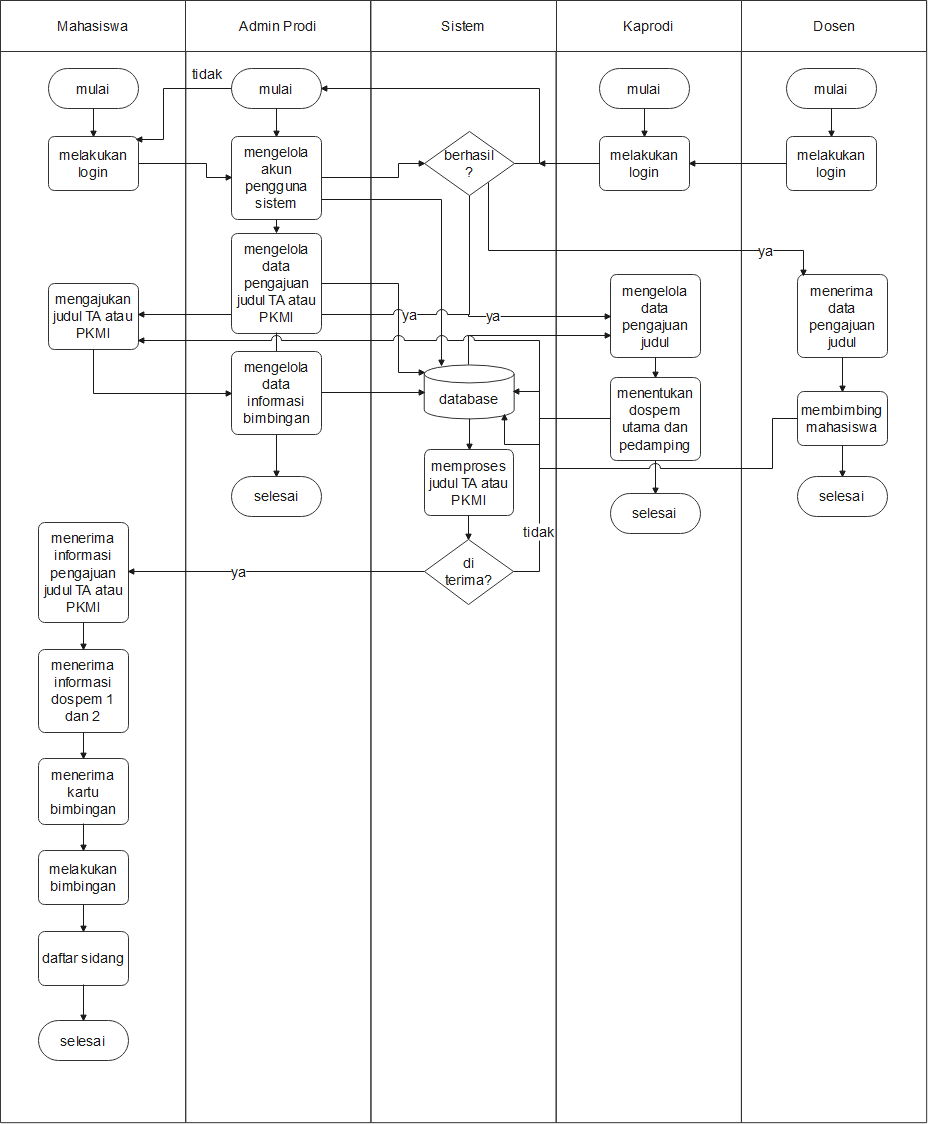 Mahasiswa
Admin Prodi
Sistem
Kaprodi
Dosen
tidak
mulai
mulai
mulai
mulai
melakukan
login
mengelola
akun
pengguna
sistem
berhasil
?
melakukan
login
melakukan
login
ya
mengelola
data
pengajuan
judul TA atau
PKMI
mengajukan
judul TA atau
PKMI
ya
ya
mengelola
data
pengajuan
judul
menerima
data
pengajuan
judul
mengelola
data
informasi
bimbingan
database
menentukan
dospem
utama dan
pedamping
membimbing
mahasiswa
memproses
judul TA atau
PKMI
selesai
selesai
selesai
tidak
menerima
informasi
pengajuan
judul TA atau
PKMI
ya
di
terima?
menerima
informasi
dospem 1
dan 2
menerima
kartu
bimbingan
melakukan
bimbingan
daftar sidang
selesai